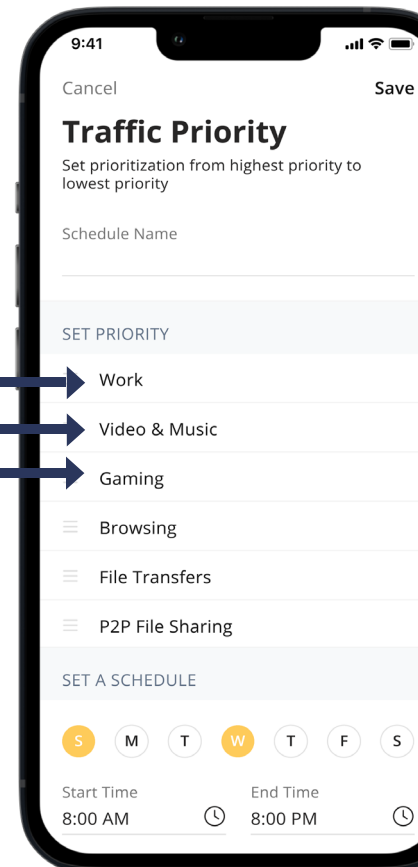 9:41
Cancel
Save
Traffic Priority
Set prioritization from highest priority to
lowest priority
Schedule Name
SET PRIORITY
Work
Video & Music
Gaming
Browsing
File Transfers
P2P File Sharing
SET A SCHEDULE
S M T W T F S
Start Time End Time
8:00 AM 8:00 PM